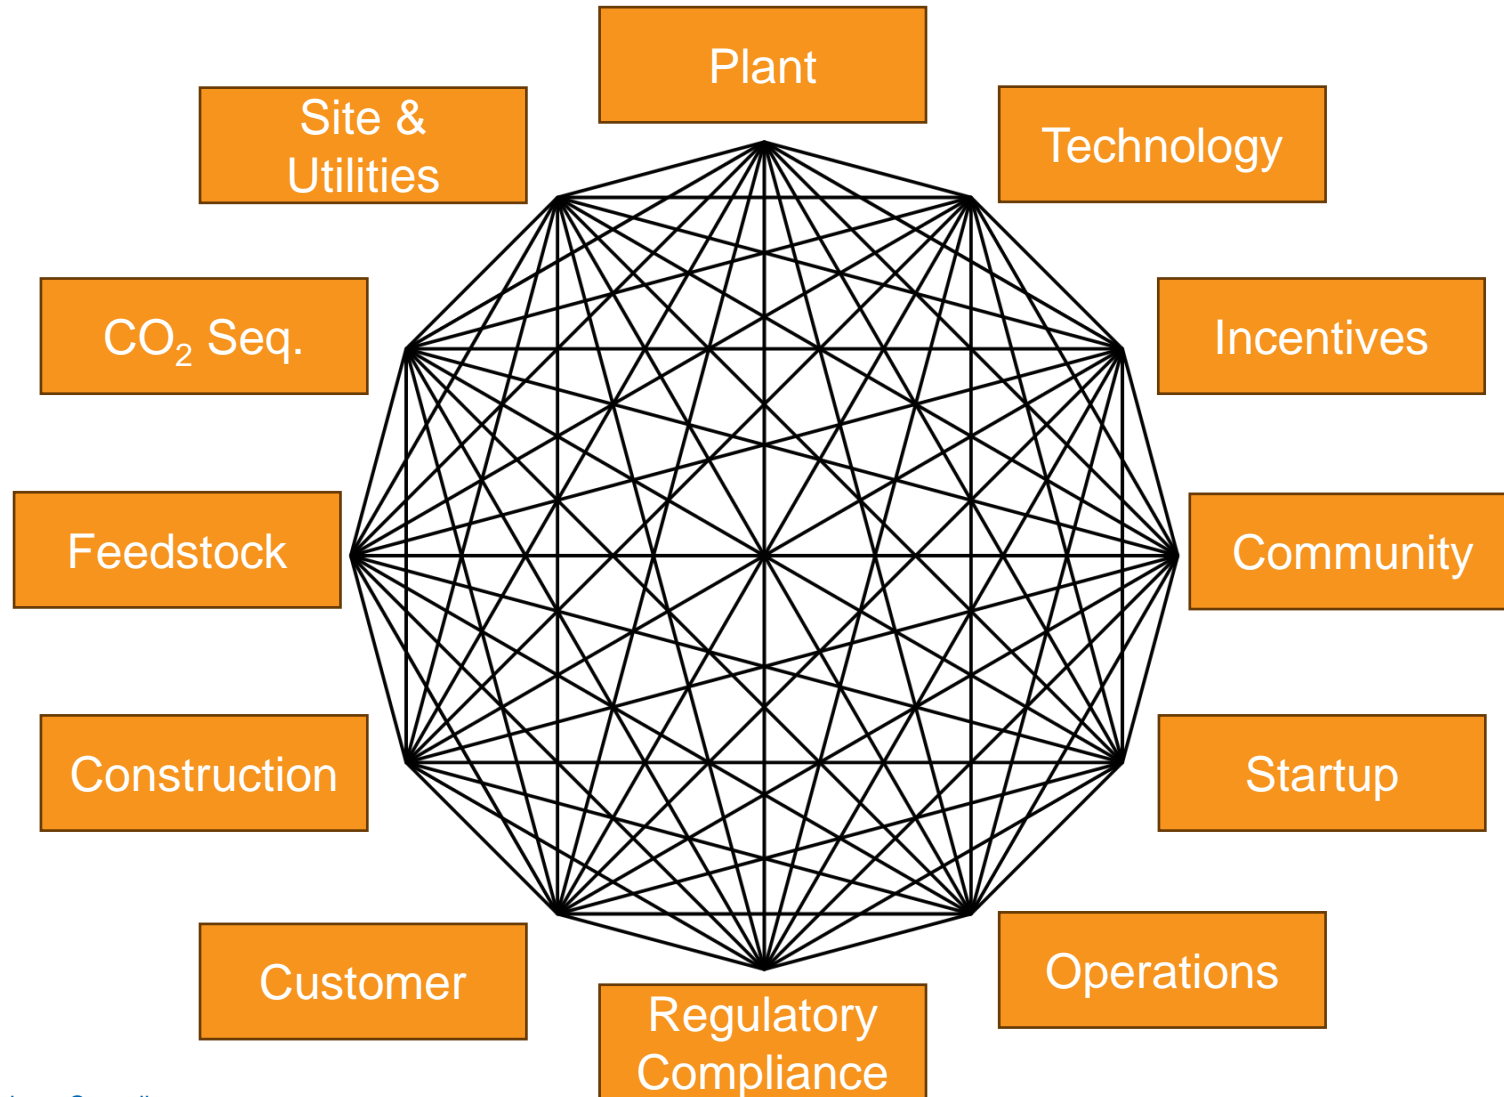 Plant
Site &
Utilities
Technology
CO₂ Seq.
Incentives
Feedstock
Community
Construction
Startup
Customer
Operations
Regulatory
Compliance